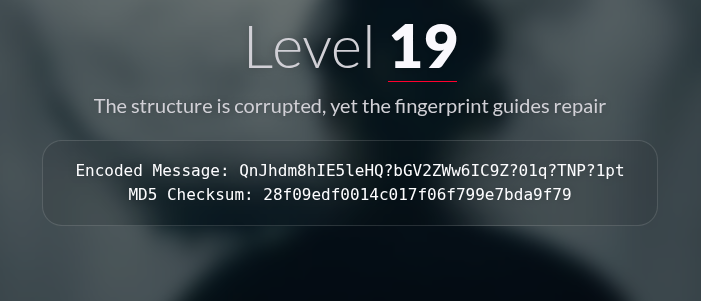 Level 19
The structure is corrupted, yet the fingerprint guides repair
Encoded Message: QnJhdm8hIE5leHQ?bGV2ZWw6IC9Z?01q?TNP?1pt
MD5 Checksum: 28f09edf0014c017f06f799e7bda9f79